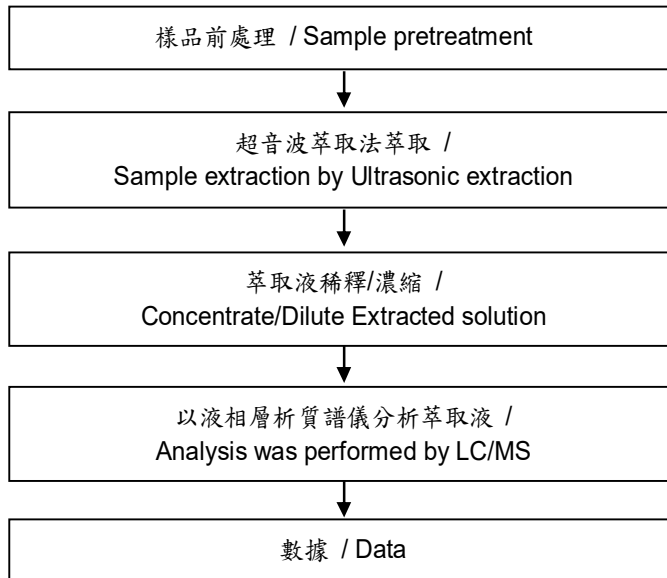 樣品前處理 / Sample pretreatment
超音波萃取法萃取 /
Sample extraction by Ultrasonic extraction
萃取液稀釋/濃縮 /
Concentrate/Dilute Extracted solution
以液相層析質譜儀分析萃取液 /
Analysis was performed by LC/MS
數據 / Data